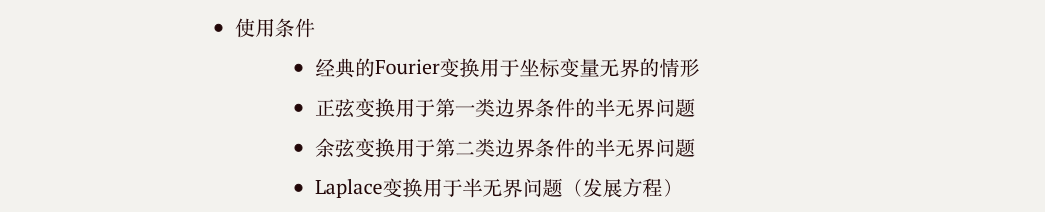 • 使用条件
• 经典的Fourier变换用于坐标变量无界的情形
• 正弦变换用于第一类边界条件的半无界问题
• 余弦变换用于第二类边界条件的半无界问题
• Laplace变换用于半无界问题（发展方程）